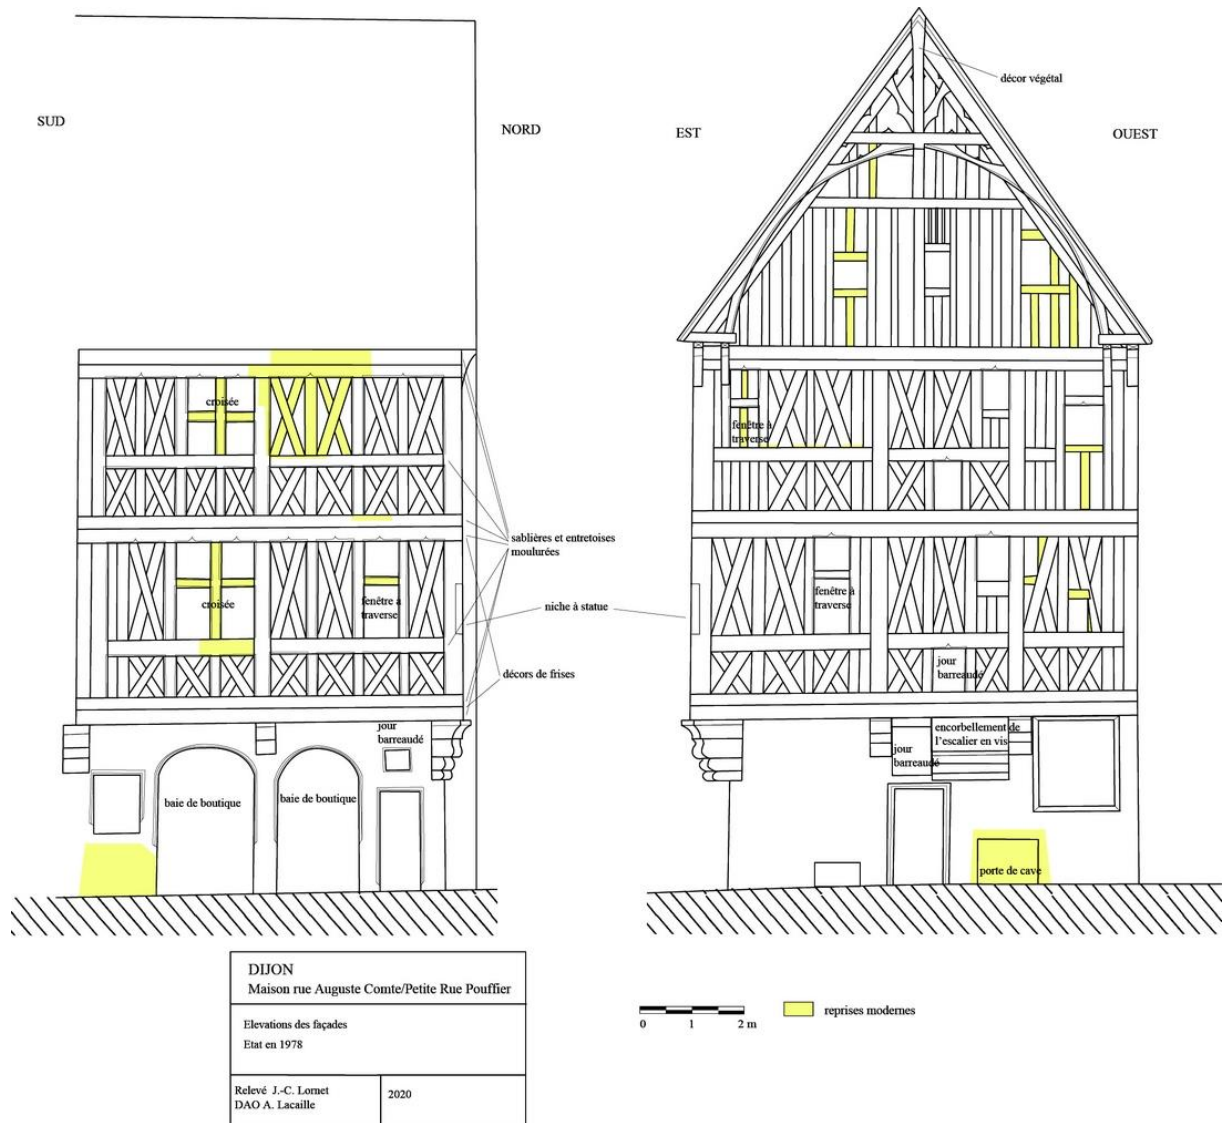 décor végétal
SUD
NORD
EST
OUEST
croisée
fenêtre à
traverse
sablières et entretoises
moulurées
croisée
fenêtre à
traverse
niche à statue
fenêtre à
traverse
décors de frises
jour
barreaudé
jour
barreaudé
encorbellement de
l'escalier en vis
jour
barreaudé
baie de boutique
baie de boutique
porte de cave
DIJON
Maison rue Auguste Comte/Petite Rue Pouffier
Elevations des façades
Etat en 1978
Relevé J.-C. Lornet
DAO A. Lacaille
2020
0 1 2 m
reprises modernes